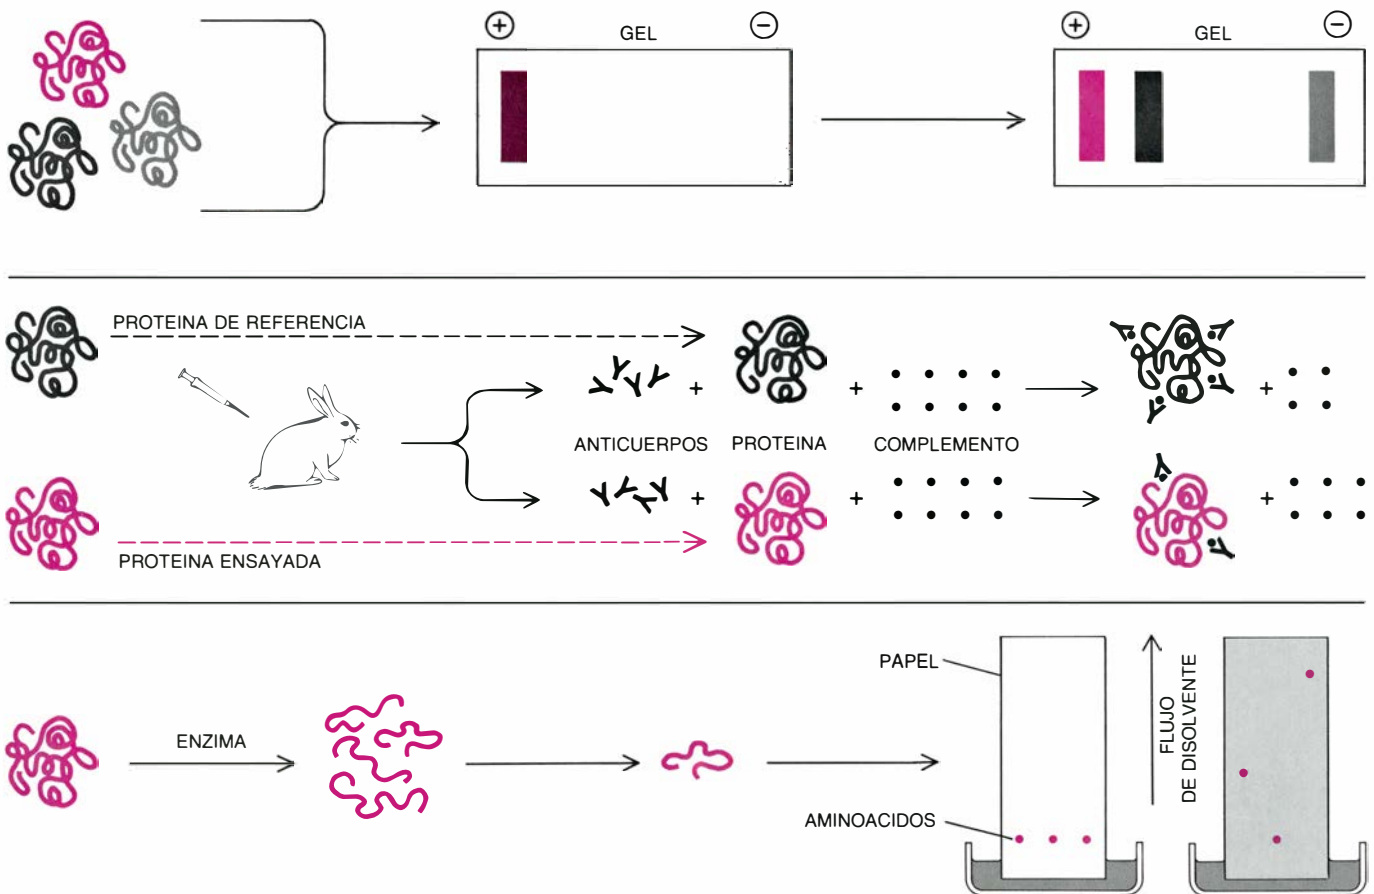 + GEL −
+ GEL −
PROTEINA DE REFERENCIA
+ + +
ANTICUERPOS PROTEINA COMPLEMENTO
+ + +
PROTEINA ENSAYADA
PAPEL
FLUJO
DE DISOLVENTE
ENZIMA
AMINOACIDOS